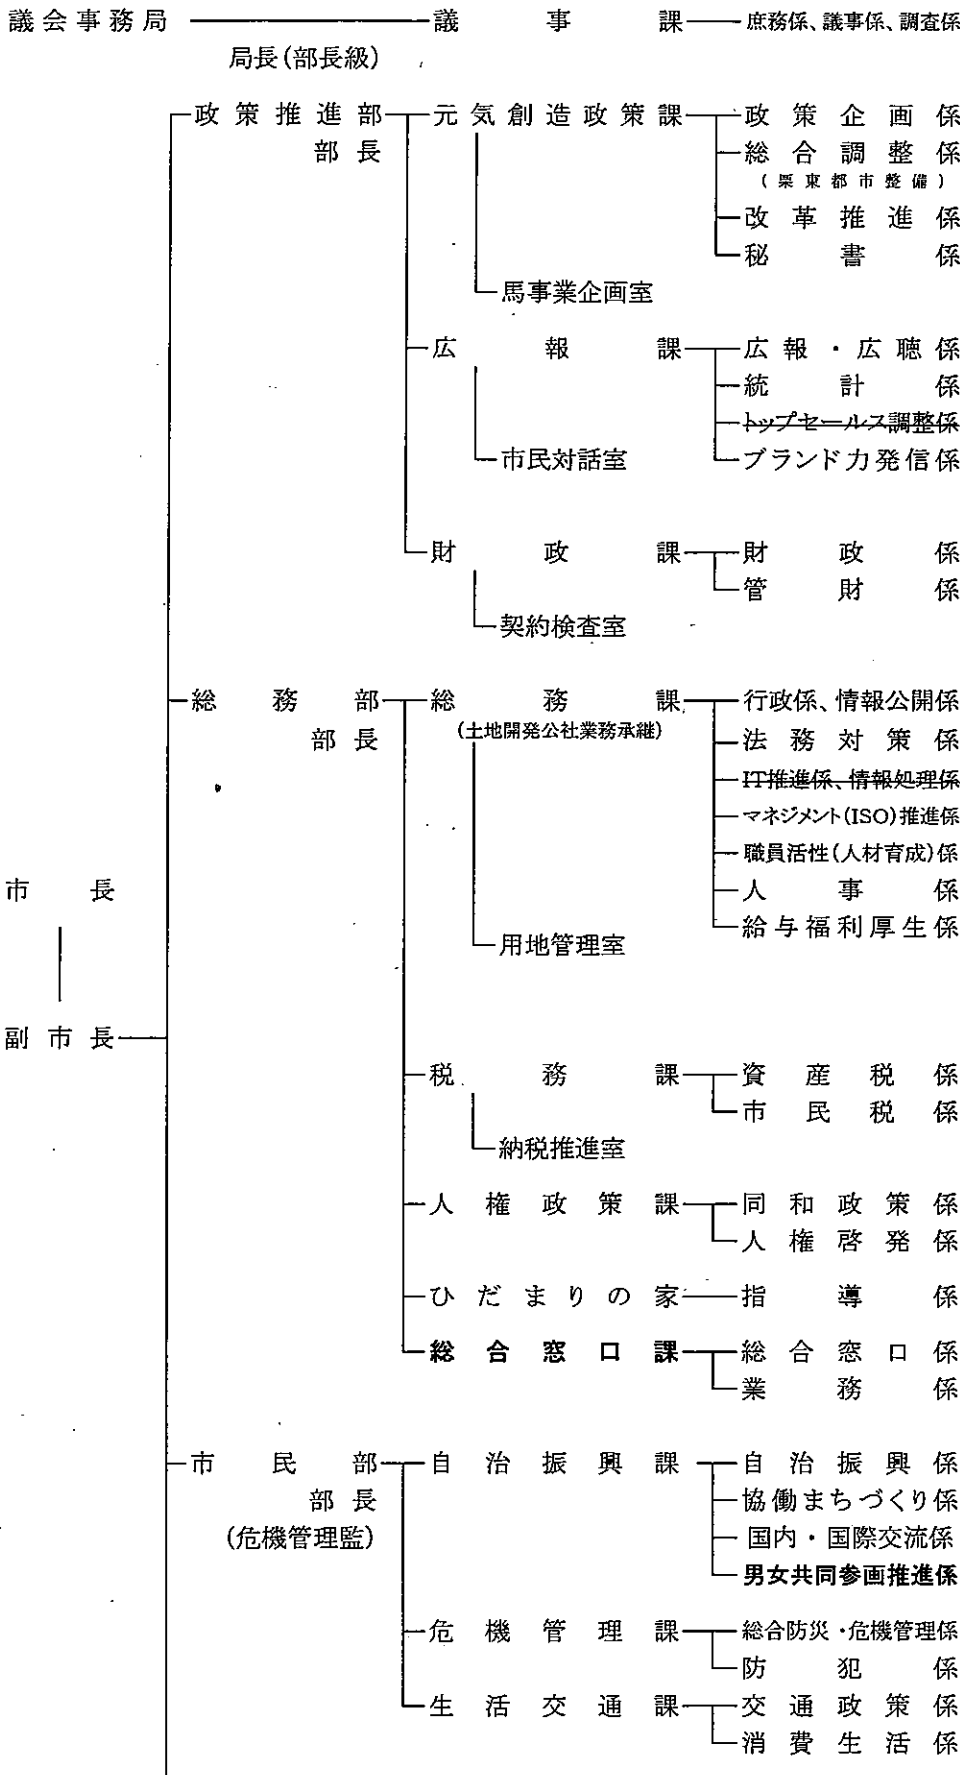 議会事務局 議事課 庶務係、議事係、調査係
局長(部長級)
政策推進部 元気創造政策課 政策企画係
部長 総合調整係
(栗東都市整備)
改革推進係
秘書係
馬事業企画室
広報課 広報・広聴係
統計係
トップセールス調整係
市民対話室 ブランド力発信係
財政課 財政係
管財係
契約検査室
総務部 総務課 行政係、情報公開係
部長 (土地開発公社業務承継) 法務対策係
IT推進係、情報処理係
マネジメント(ISO)推進係
職員活性(人材育成)係
市長 人事係
給与福利厚生係
用地管理室
副市長
税務課 資産税係
市民税係
納税推進室
人権政策課 同和政策係
人権啓発係
ひだまりの家 指導係
総合窓口課 総合窓口係
業務係
市民部 自治振興課 自治振興係
部長 協働まちづくり係
(危機管理監) 国内・国際交流係
男女共同参画推進係
危機管理課 総合防災・危機管理係
防犯係
生活交通課 交通政策係
消費生活係